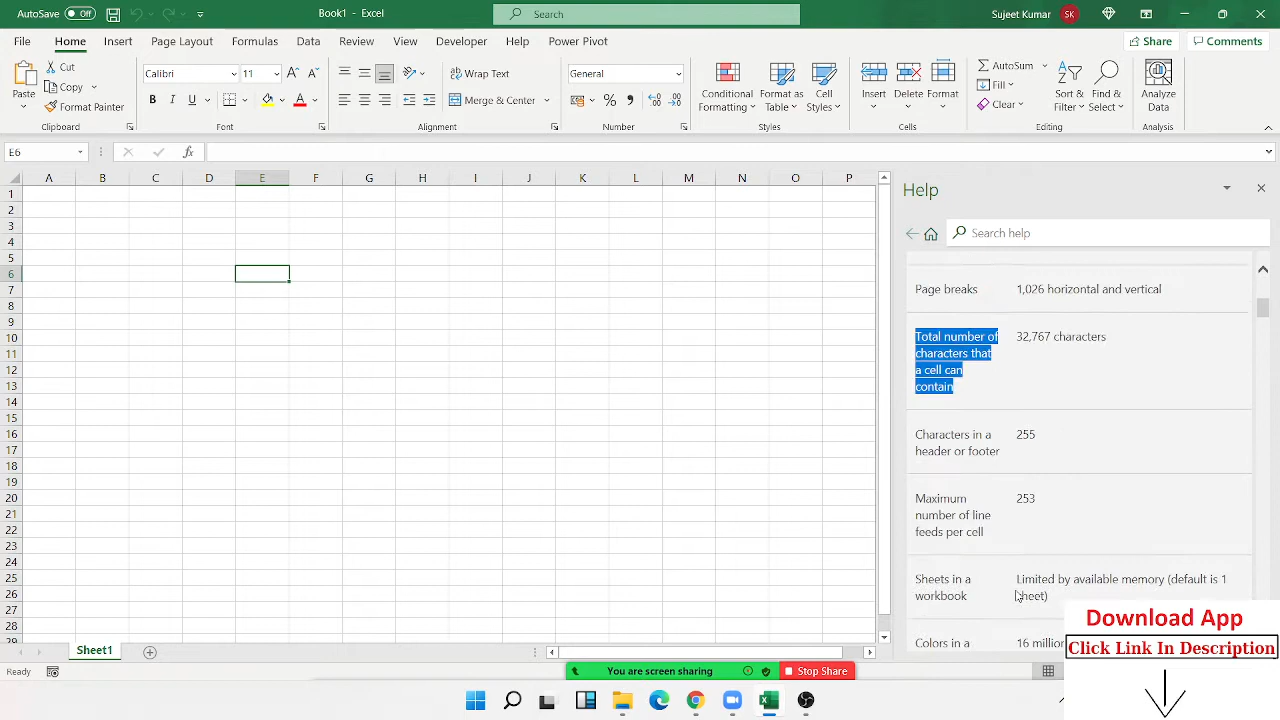 AutoSave Off
Book1 - Excel
Search
Sujeet Kumar
SK
File Home Insert Page Layout Formulas Data Review View Developer Help Power Pivot
Share
Comments
Paste
Cut
Copy
Format Painter
Clipboard
Calibri
11
B I U
Font
Wrap Text
Merge & Center
Alignment
General
Number
Conditional Formatting
Format as Table
Cell Styles
Styles
Insert
Delete
Format
Cells
AutoSum
Fill
Clear
Sort & Filter
Find & Select
Editing
Analyze Data
Analysis
E6
fx
A B C D E F G H I J K L M N O P
1
2
3
4
5
6
7
8
9
10
11
12
13
14
15
16
17
18
19
20
21
22
23
24
25
26
27
28
29
Help
Search help
Page breaks 1,026 horizontal and vertical
Total number of 32,767 characters
characters that
a cell can
contain
Characters in a 255
header or footer
Maximum 253
number of line
feeds per cell
Sheets in a Limited by available memory (default is 1
workbook sheet)
Colors in a 16 million
Sheet1
Ready
You are screen sharing
Stop Share
Download App
Click Link In Description